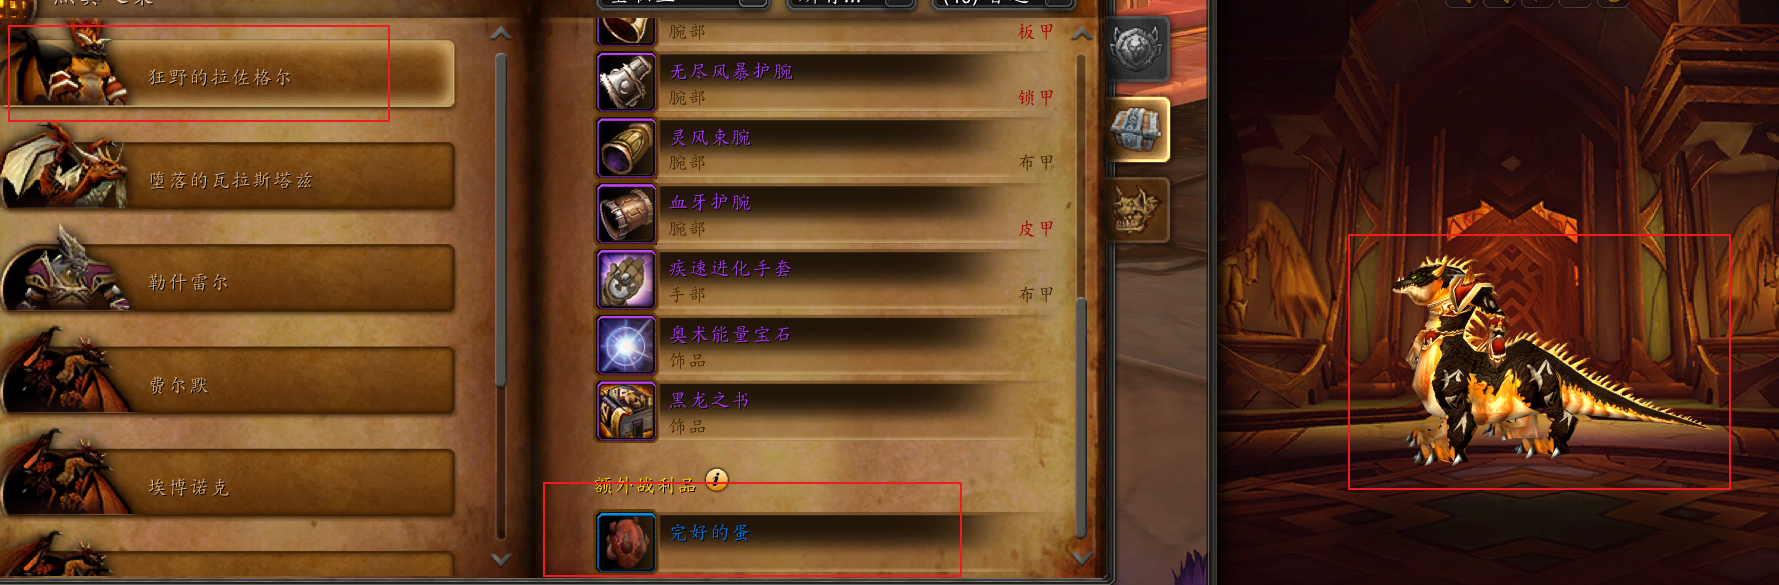 狂野的拉佐格尔
堕落的瓦拉斯塔兹
勒什雷尔
费尔默
埃博诺克
腕部 板甲
无尽风暴护腕
腕部 锁甲
灵风束腕
腕部 布甲
血牙护腕
腕部 皮甲
疾速进化手套
手部 布甲
奥术能量宝石
饰品
黑龙之书
饰品
额外战利品
完好的蛋